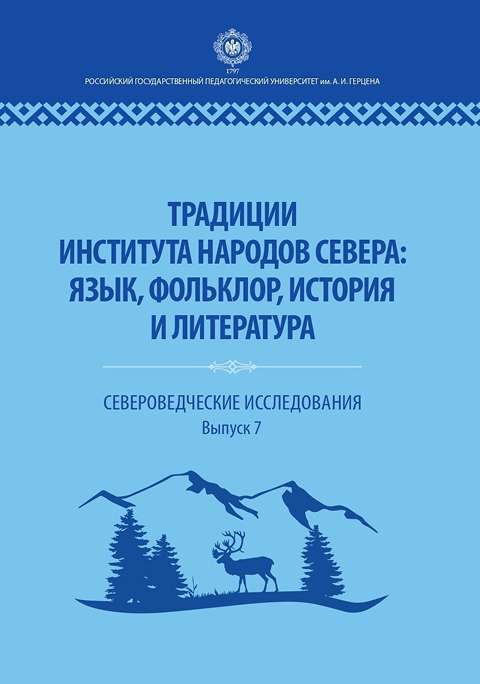 1797
РОССИЙСКИЙ ГОСУДАРСТВЕННЫЙ ПЕДАГОГИЧЕСКИЙ УНИВЕРСИТЕТ им. А. И. ГЕРЦЕНА
ТРАДИЦИИ
ИНСТИТУТА НАРОДОВ СЕВЕРА:
ЯЗЫК, ФОЛЬКЛОР, ИСТОРИЯ
И ЛИТЕРАТУРА
СЕВЕРОВЕДЧЕСКИЕ ИССЛЕДОВАНИЯ
Выпуск 7